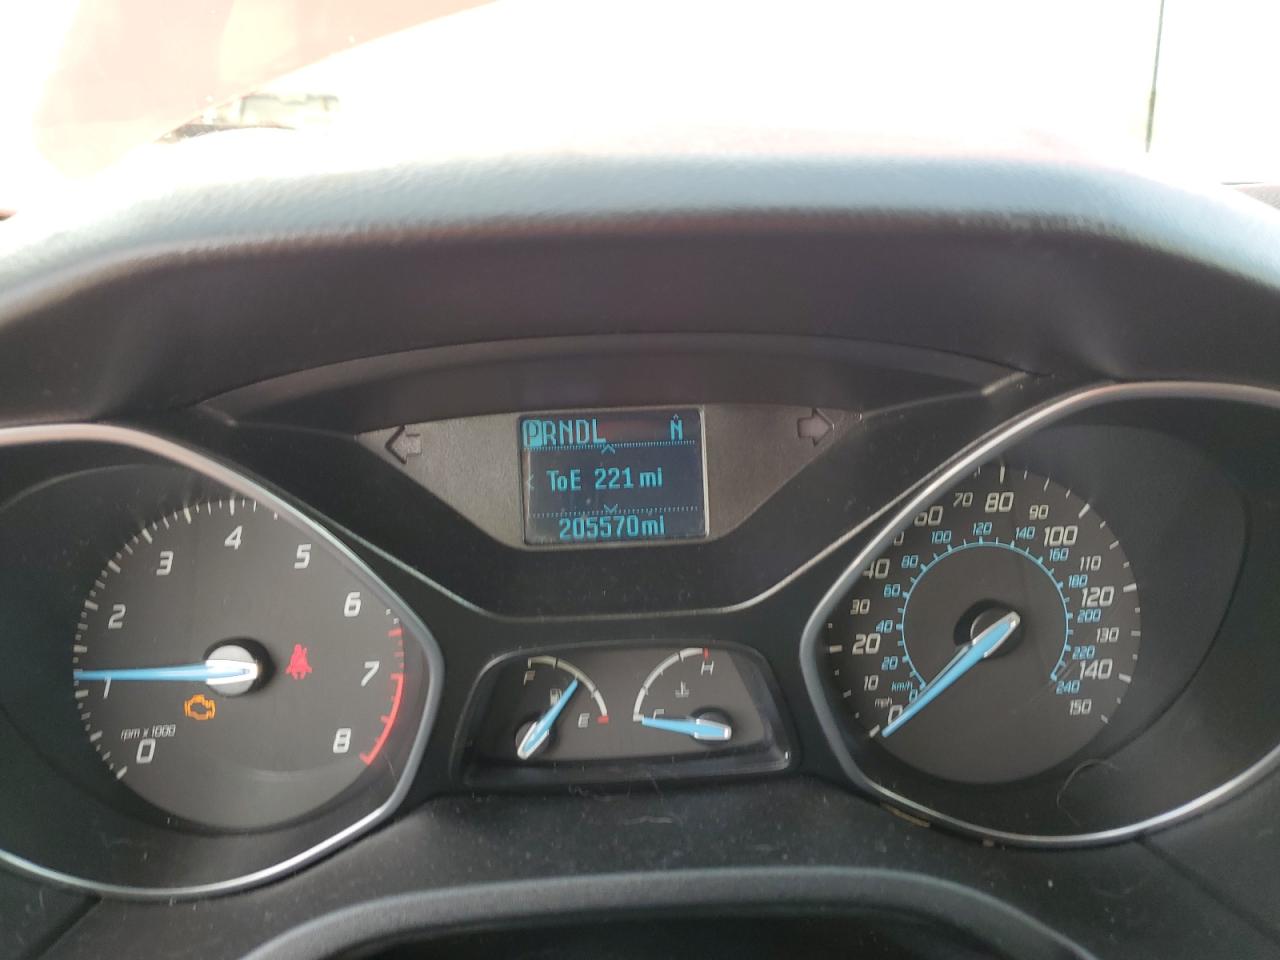 PRNDL N
ToE 221 mi
205570mi
0 1 2 3 4 5 6 7 8
rpm x 1000
F E
H C
mph
0 10 20 30 40 60 70 80 90 100 110 120 130 140 150
km/h
0 20 40 60 80 100 120 140 160 180 200 220 240